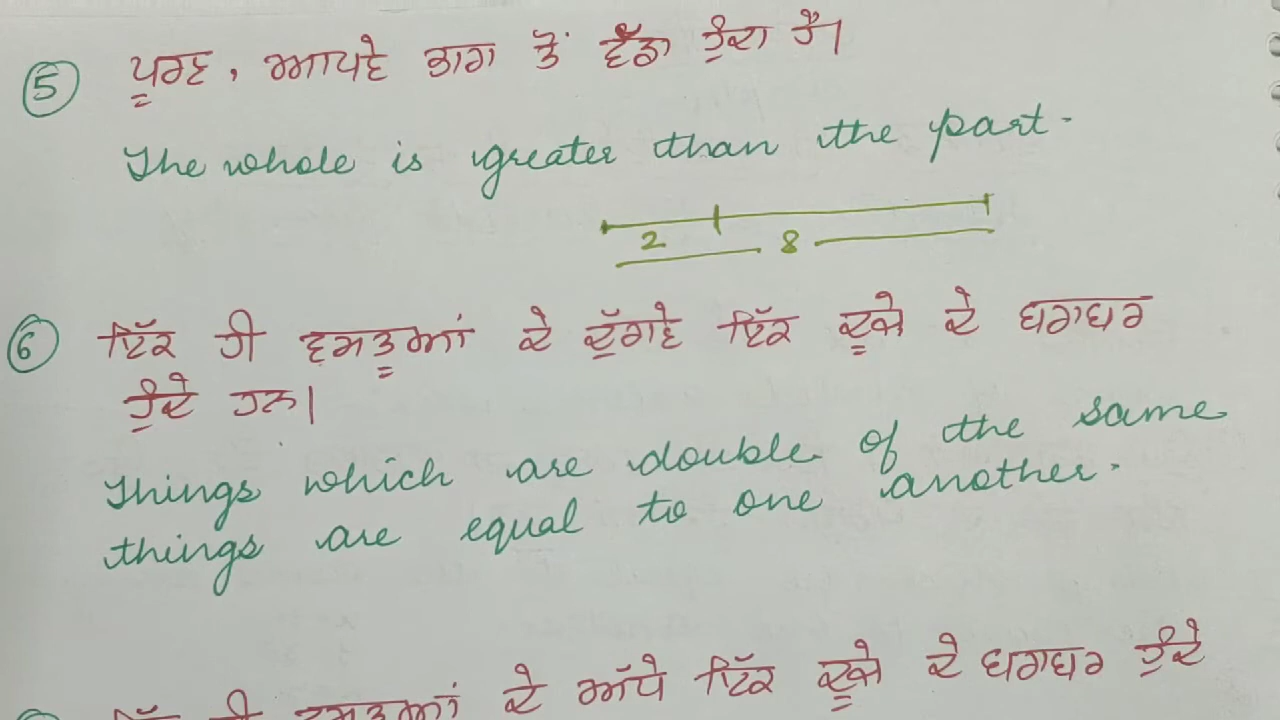 ⑤ ਪੂਰਣ, ਆਪਣੇ ਭਾਗ ਤੋਂ ਵੱਡਾ ਹੁੰਦਾ ਹੈ।
The whole is greater than the part.
2 8
⑥ ਇੱਕ ਹੀ ਵਸਤੂਆਂ ਦੇ ਦੁੱਗਣੇ ਇੱਕ ਦੂਜੇ ਦੇ ਬਰਾਬਰ
ਹੁੰਦੇ ਹਨ।
Things which are double of the same
things are equal to one another.
ਇੱਕ ਹੀ ਵਸਤੂਆਂ ਦੇ ਅੱਧੇ ਇੱਕ ਦੂਜੇ ਦੇ ਬਰਾਬਰ ਹੁੰਦੇ